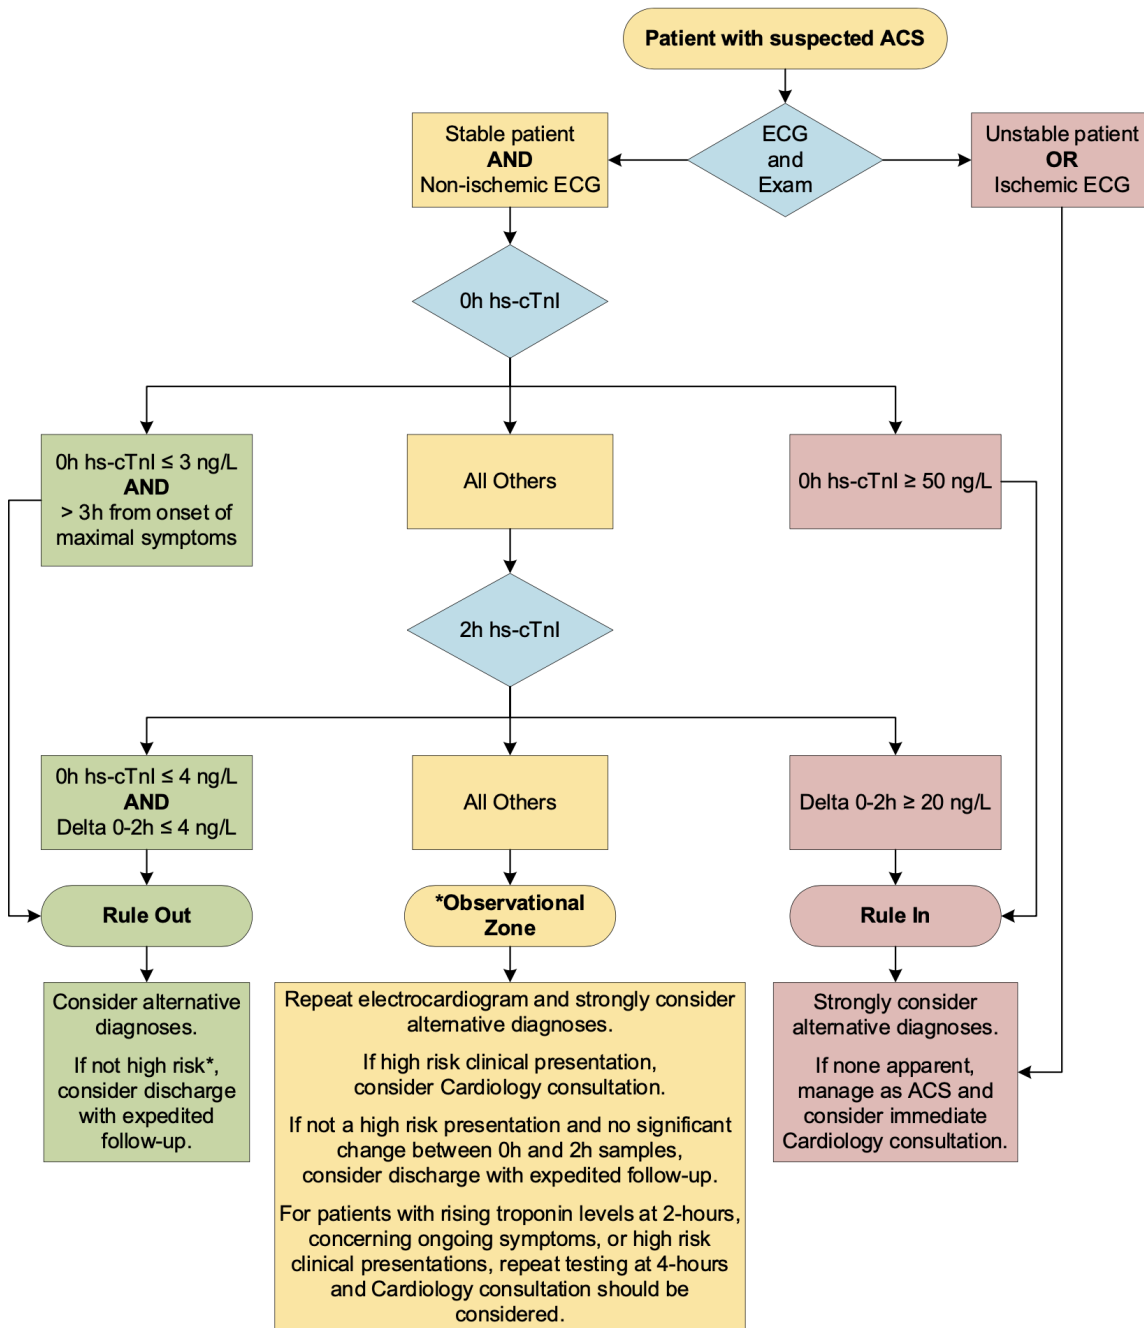 Patient with suspected ACS
ECG
and
Exam
Stable patient
AND
Non-ischemic ECG
Unstable patient
OR
Ischemic ECG
0h hs-cTnI
0h hs-cTnI ≤ 3 ng/L
AND
> 3h from onset of
maximal symptoms
All Others
0h hs-cTnI ≥ 50 ng/L
2h hs-cTnI
0h hs-cTnI ≤ 4 ng/L
AND
Delta 0-2h ≤ 4 ng/L
All Others
Delta 0-2h ≥ 20 ng/L
Rule Out
*Observational
Zone
Rule In
Consider alternative
diagnoses.
If not high risk*,
consider discharge
with expedited
follow-up.
Repeat electrocardiogram and strongly consider
alternative diagnoses.
If high risk clinical presentation,
consider Cardiology consultation.
If not a high risk presentation and no significant
change between 0h and 2h samples,
consider discharge with expedited follow-up.
For patients with rising troponin levels at 2-hours,
concerning ongoing symptoms, or high risk
clinical presentations, repeat testing at 4-hours
and Cardiology consultation should be
considered.
Strongly consider
alternative diagnoses.
If none apparent,
manage as ACS and
consider immediate
Cardiology consultation.